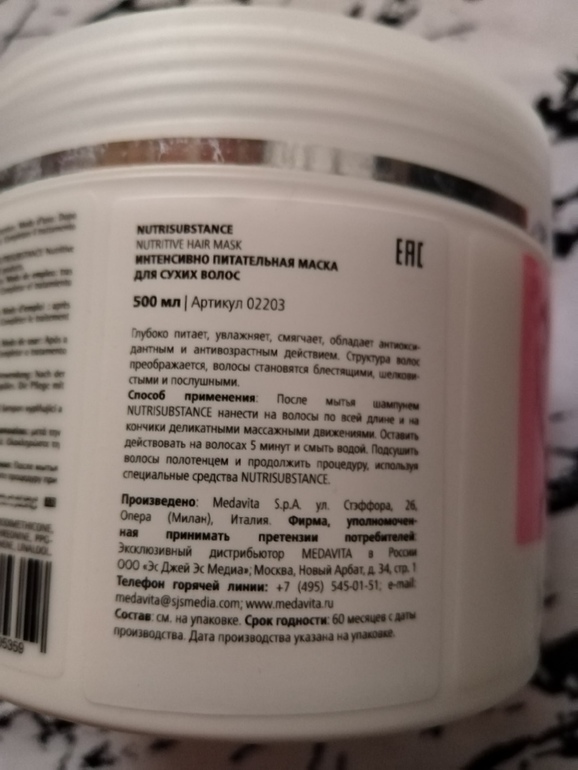 NUTRISUBSTANCE
NUTRITIVE HAIR MASK
ИНТЕНСИВНО ПИТАТЕЛЬНАЯ МАСКА
ДЛЯ СУХИХ ВОЛОС
EAC
500 мл | Артикул 02203
Глубоко питает, увлажняет, смягчает, обладает антиокси-
дантным и антивозрастным действием. Структура волос
преображается, волосы становятся блестящими, шелкови-
стыми и послушными.
Способ применения: После мытья шампунем
NUTRISUBSTANCE нанести на волосы по всей длине и на
кончики деликатными массажными движениями. Оставить
действовать на волосах 5 минут и смыть водой. Подсушить
волосы полотенцем и продолжить процедуру, используя
специальные средства NUTRISUBSTANCE.
Произведено: Medavita S.p.A. ул. Стэффора, 26,
Опера (Милан), Италия. Фирма, уполномочен-
ная принимать претензии потребителей:
Эксклюзивный дистрибьютор MEDAVITA в России
ООО «Эс Джей Эс Медиа»; Москва, Новый Арбат, д. 34, стр. 1
Телефон горячей линии: +7 (495) 545-01-51; e-mail:
medavita@sjsmedia.com; www.medavita.ru
Состав: см. на упаковке. Срок годности: 60 месяцев с даты
производства. Дата производства указана на упаковке.